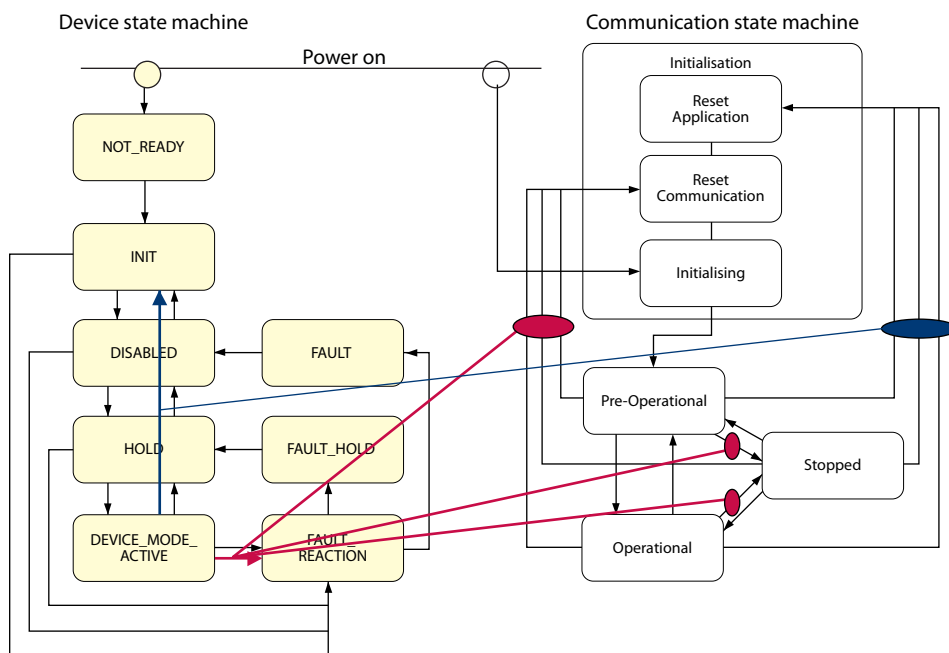 Device state machine
Communication state machine
Power on
Initialisation
Reset
Application
NOT_READY
Reset
Communication
INIT
Initialising
DISABLED
FAULT
Pre-Operational
HOLD
FAULT_HOLD
Stopped
DEVICE_MODE_
ACTIVE
FAULT_
REACTION
Operational